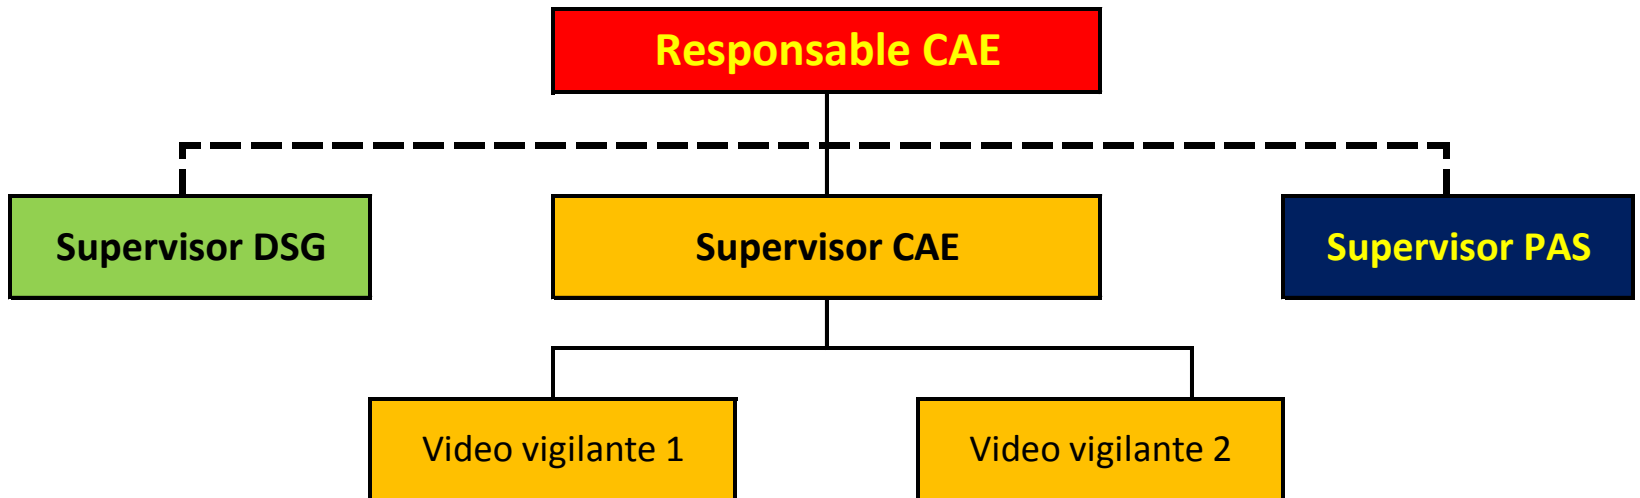 Responsable CAE
Supervisor DSG
Supervisor CAE
Supervisor PAS
Video vigilante 1
Video vigilante 2